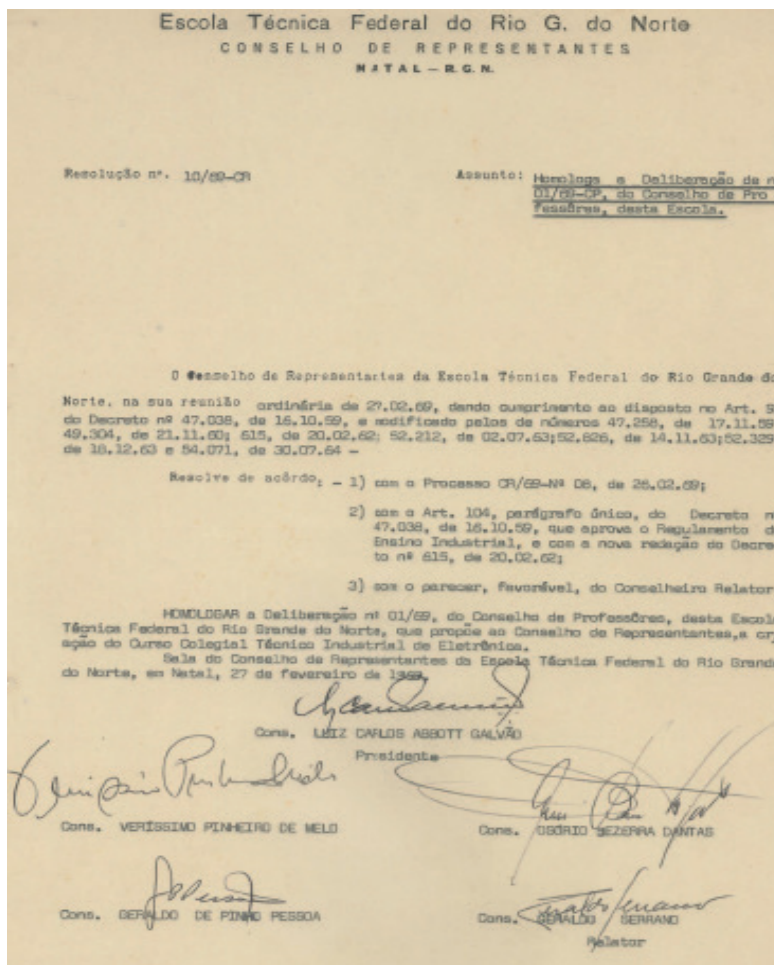 Escola Técnica Federal do Rio G. do Norte
CONSELHO DE REPRESENTANTES
NATAL — R. G. N.
Resolução nº. 10/69-CR
Assunto: Homologa a Deliberação de n
01/69-CP, do Conselho de Pro
fessôres, desta Escola.
O Conselho de Representantes da Escola Técnica Federal do Rio Grande do
Norte, na sua reunião ordinária de 27.02.69, dando cumprimento ao disposto no Art. 9
do Decreto nº 47.038, de 16.10.59, e modificado pelos de números 47.258, de 17.11.59
49.304, de 21.11.60; 615, de 20.02.62; 52.212, de 02.07.63;52.826, de 14.11.63;52.329
de 18.12.63 e 54.071, de 30.07.64 —
Resolve de acôrdo; - 1) com o Processo CR/69-Nº 08, de 26.02.69;
2) com o Art. 104, parágrafo único, do Decreto n
47.038, de 16.10.59, que aprova o Regulamento d
Ensino Industrial, e com a nova redação do Decre
to nº 615, de 20.02.62;
3) com o parecer, favorável, do Conselheiro Relator
HOMOLOGAR a Deliberação nº 01/69, do Conselho de Professôres, desta Escola
Técnica Federal do Rio Grande do Norte, que propõe ao Conselho de Representantes,a cri
ação do Curso Colegial Técnico Industrial de Eletrônica.
Sala do Conselho de Representantes da Escola Técnica Federal do Rio Grande
do Norte, em Natal, 27 de fevereiro de 1969.
Cons. LUIZ CARLOS ABBOTT GALVÃO
Presidente
Cons. VERÍSSIMO PINHEIRO DE MELO
Cons. OSÓRIO BEZERRA DANTAS
Cons. GERALDO DE PINHO PESSOA
Cons. GERALDO SERRANO
Relator